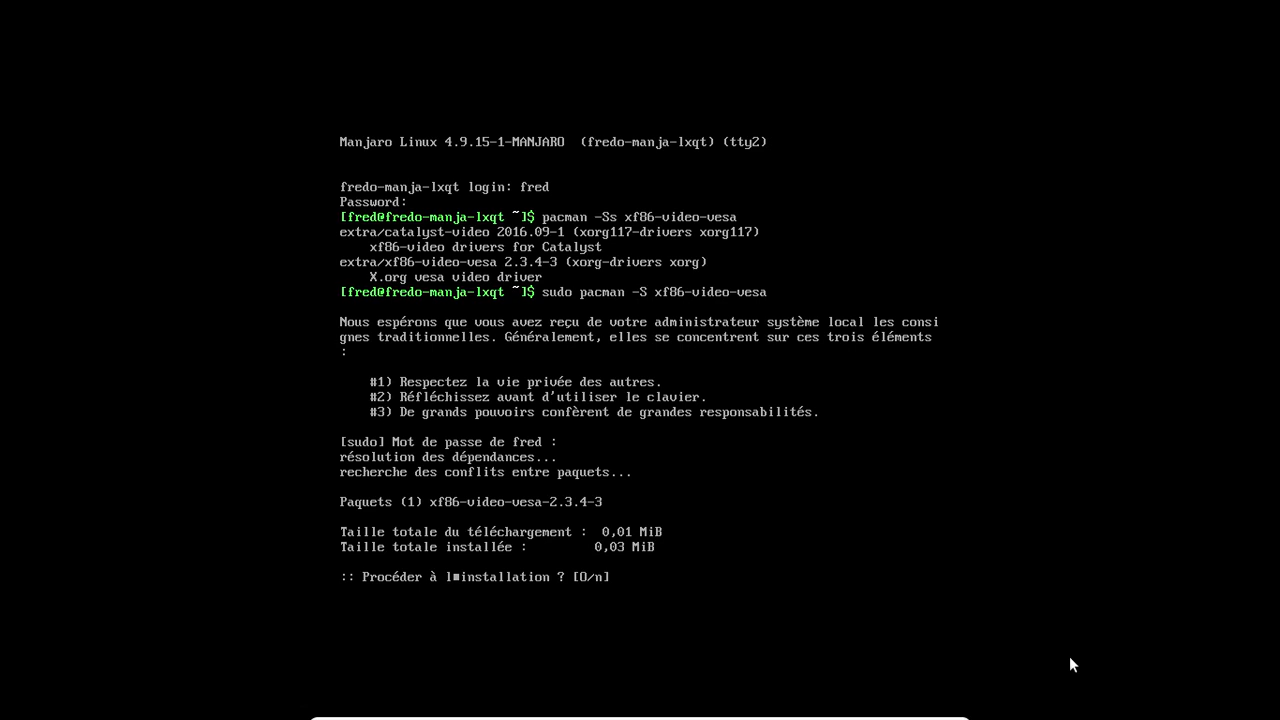 Manjaro Linux 4.9.15-1-MANJARO  (fredo-manja-lxqt) (tty2)
fredo-manja-lxqt login: fred
Password:
[fred@fredo-manja-lxqt ~]$ pacman -Ss xf86-video-vesa
extra/catalyst-video 2016.09-1 (xorg117-drivers xorg117)
    xf86-video drivers for Catalyst
extra/xf86-video-vesa 2.3.4-3 (xorg-drivers xorg)
    X.org vesa video driver
[fred@fredo-manja-lxqt ~]$ sudo pacman -S xf86-video-vesa
Nous espérons que vous avez reçu de votre administrateur système local les consi
gnes traditionnelles. Généralement, elles se concentrent sur ces trois éléments
:
    #1) Respectez la vie privée des autres.
    #2) Réfléchissez avant d'utiliser le clavier.
    #3) De grands pouvoirs confèrent de grandes responsabilités.
[sudo] Mot de passe de fred :
résolution des dépendances...
recherche des conflits entre paquets...
Paquets (1) xf86-video-vesa-2.3.4-3
Taille totale du téléchargement :  0,01 MiB
Taille totale installée :         0,03 MiB
:: Procéder à l■installation ? [O/n]